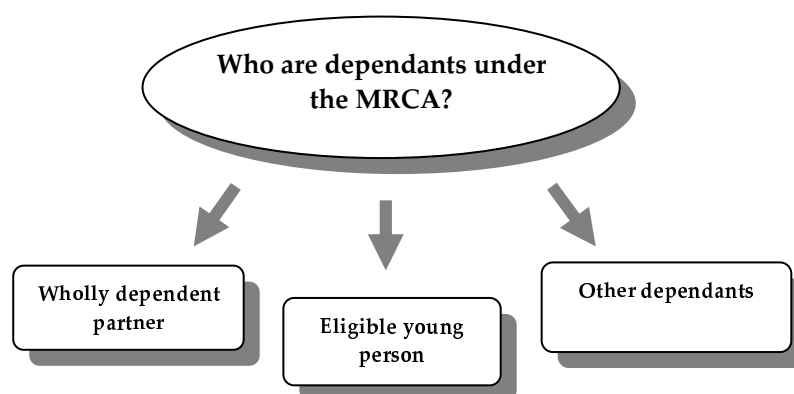 Who are dependants under
the MRCA?
Wholly dependent
partner
Eligible young
person
Other dependants